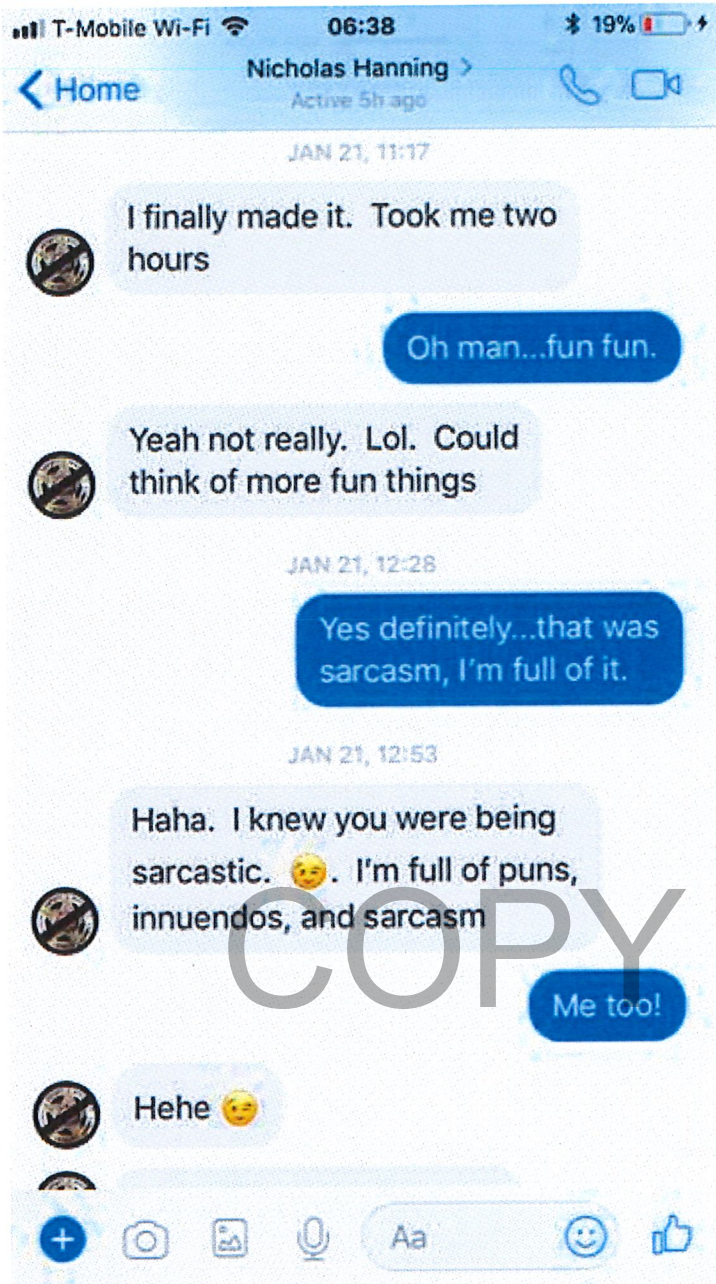 T-Mobile Wi-Fi 06:38 19%
Home Nicholas Hanning >
Active 5h ago
JAN 21, 11:17
I finally made it. Took me two
hours
Oh man...fun fun.
Yeah not really. Lol. Could
think of more fun things
JAN 21, 12:28
Yes definitely...that was
sarcasm, I'm full of it.
JAN 21, 12:53
Haha. I knew you were being
sarcastic. 😉. I'm full of puns,
innuendos, and sarcasm
COPY
Me too!
Hehe 😉
Aa